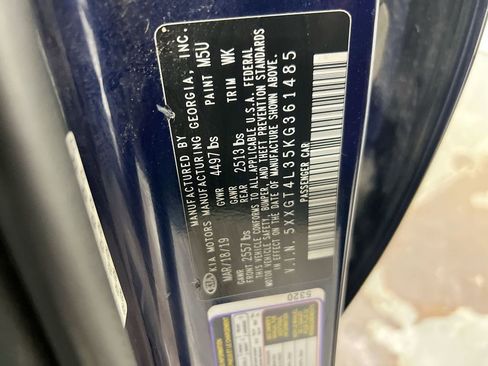 MANUFACTURED BY
KIA MOTORS MANUFACTURING GEORGIA, INC.
MAR/18/19 GVWR 4497lbs PAINT M5U
GAWR FRONT 2557lbs GAWR REAR 2513lbs TRIM WK
THIS VEHICLE CONFORMS TO ALL APPLICABLE U.S.A. FEDERAL
MOTOR VEHICLE SAFETY, BUMPER, AND THEFT PREVENTION STANDARDS
IN EFFECT ON THE DATE OF MANUFACTURE SHOWN ABOVE.
V.I.N. 5XXGT4L35KG361485
PASSENGER CAR
5320